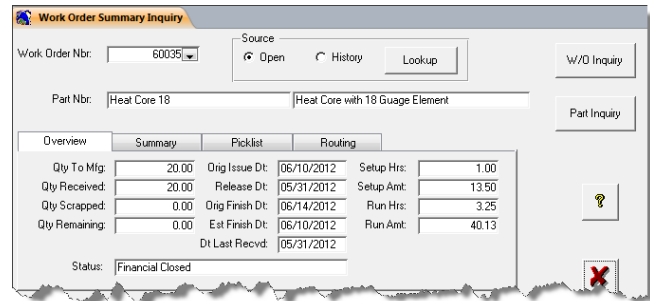 Work Order Summary Inquiry
Source
Work Order Nbr: 60035 Open History Lookup W/O Inquiry
Part Nbr: Heat Core 18 Heat Core with 18 Guage Element Part Inquiry
Overview Summary Picklist Routing
Qty To Mfg: 20.00 Orig Issue Dt: 06/10/2012 Setup Hrs: 1.00
Qty Received: 20.00 Release Dt: 05/31/2012 Setup Amt: 13.50
Qty Scrapped: 0.00 Orig Finish Dt: 06/14/2012 Run Hrs: 3.25
Qty Remaining: 0.00 Est Finish Dt: 06/10/2012 Run Amt: 40.13
Dt Last Recvd: 05/31/2012
Status: Financial Closed